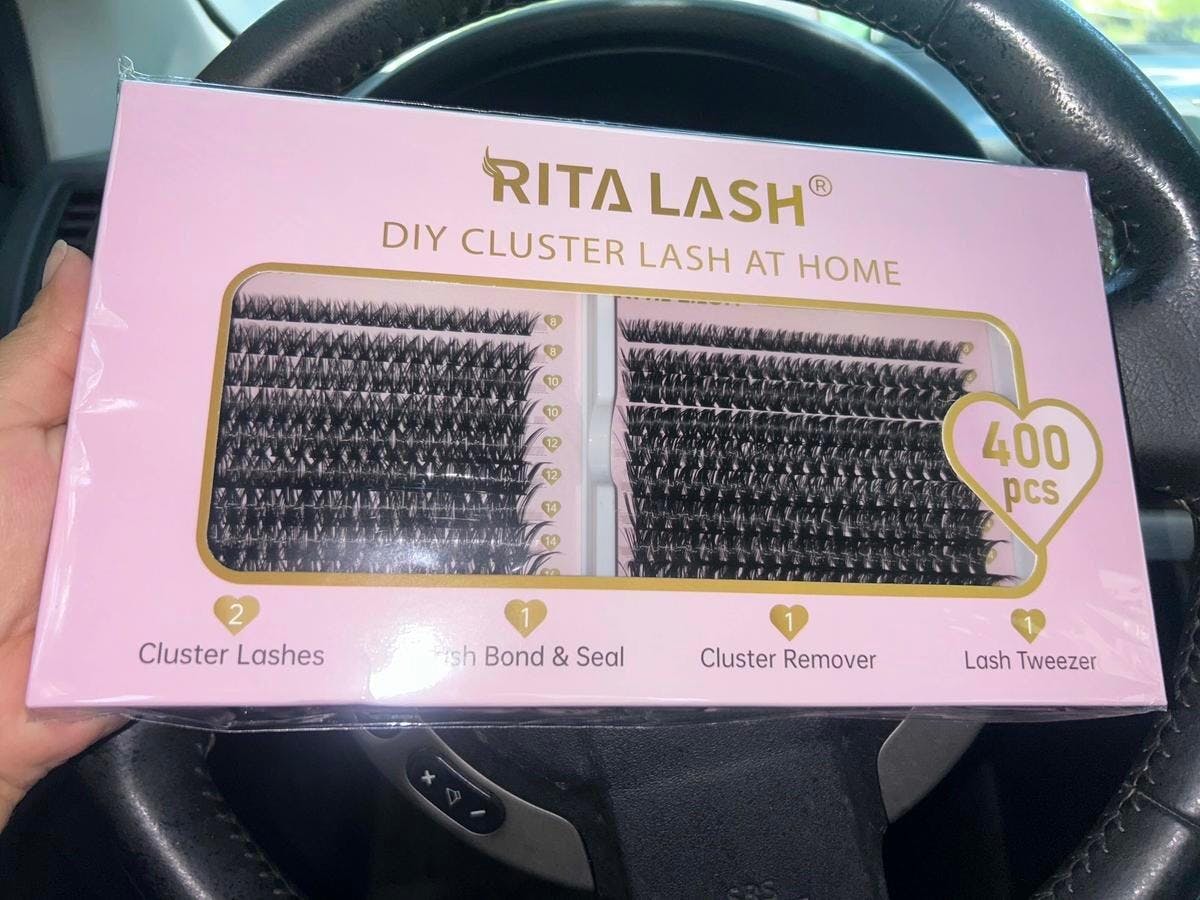 RITA LASH®
DIY CLUSTER LASH AT HOME
8
8
10
10
12
12
14
14
400
pcs
2
Cluster Lashes
1
Bond & Seal
1
Cluster Remover
1
Lash Tweezer